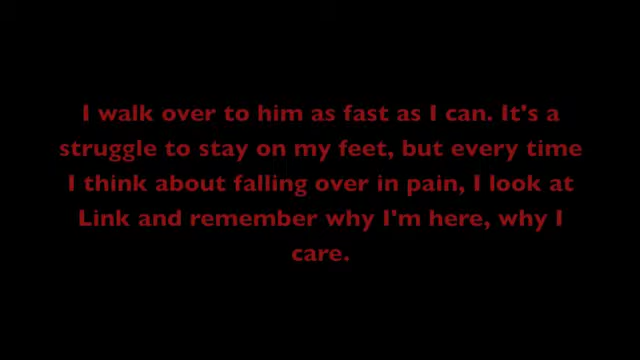 I walk over to him as fast as I can. It's a
struggle to stay on my feet, but every time
I think about falling over in pain, I look at
Link and remember why I'm here, why I
care.